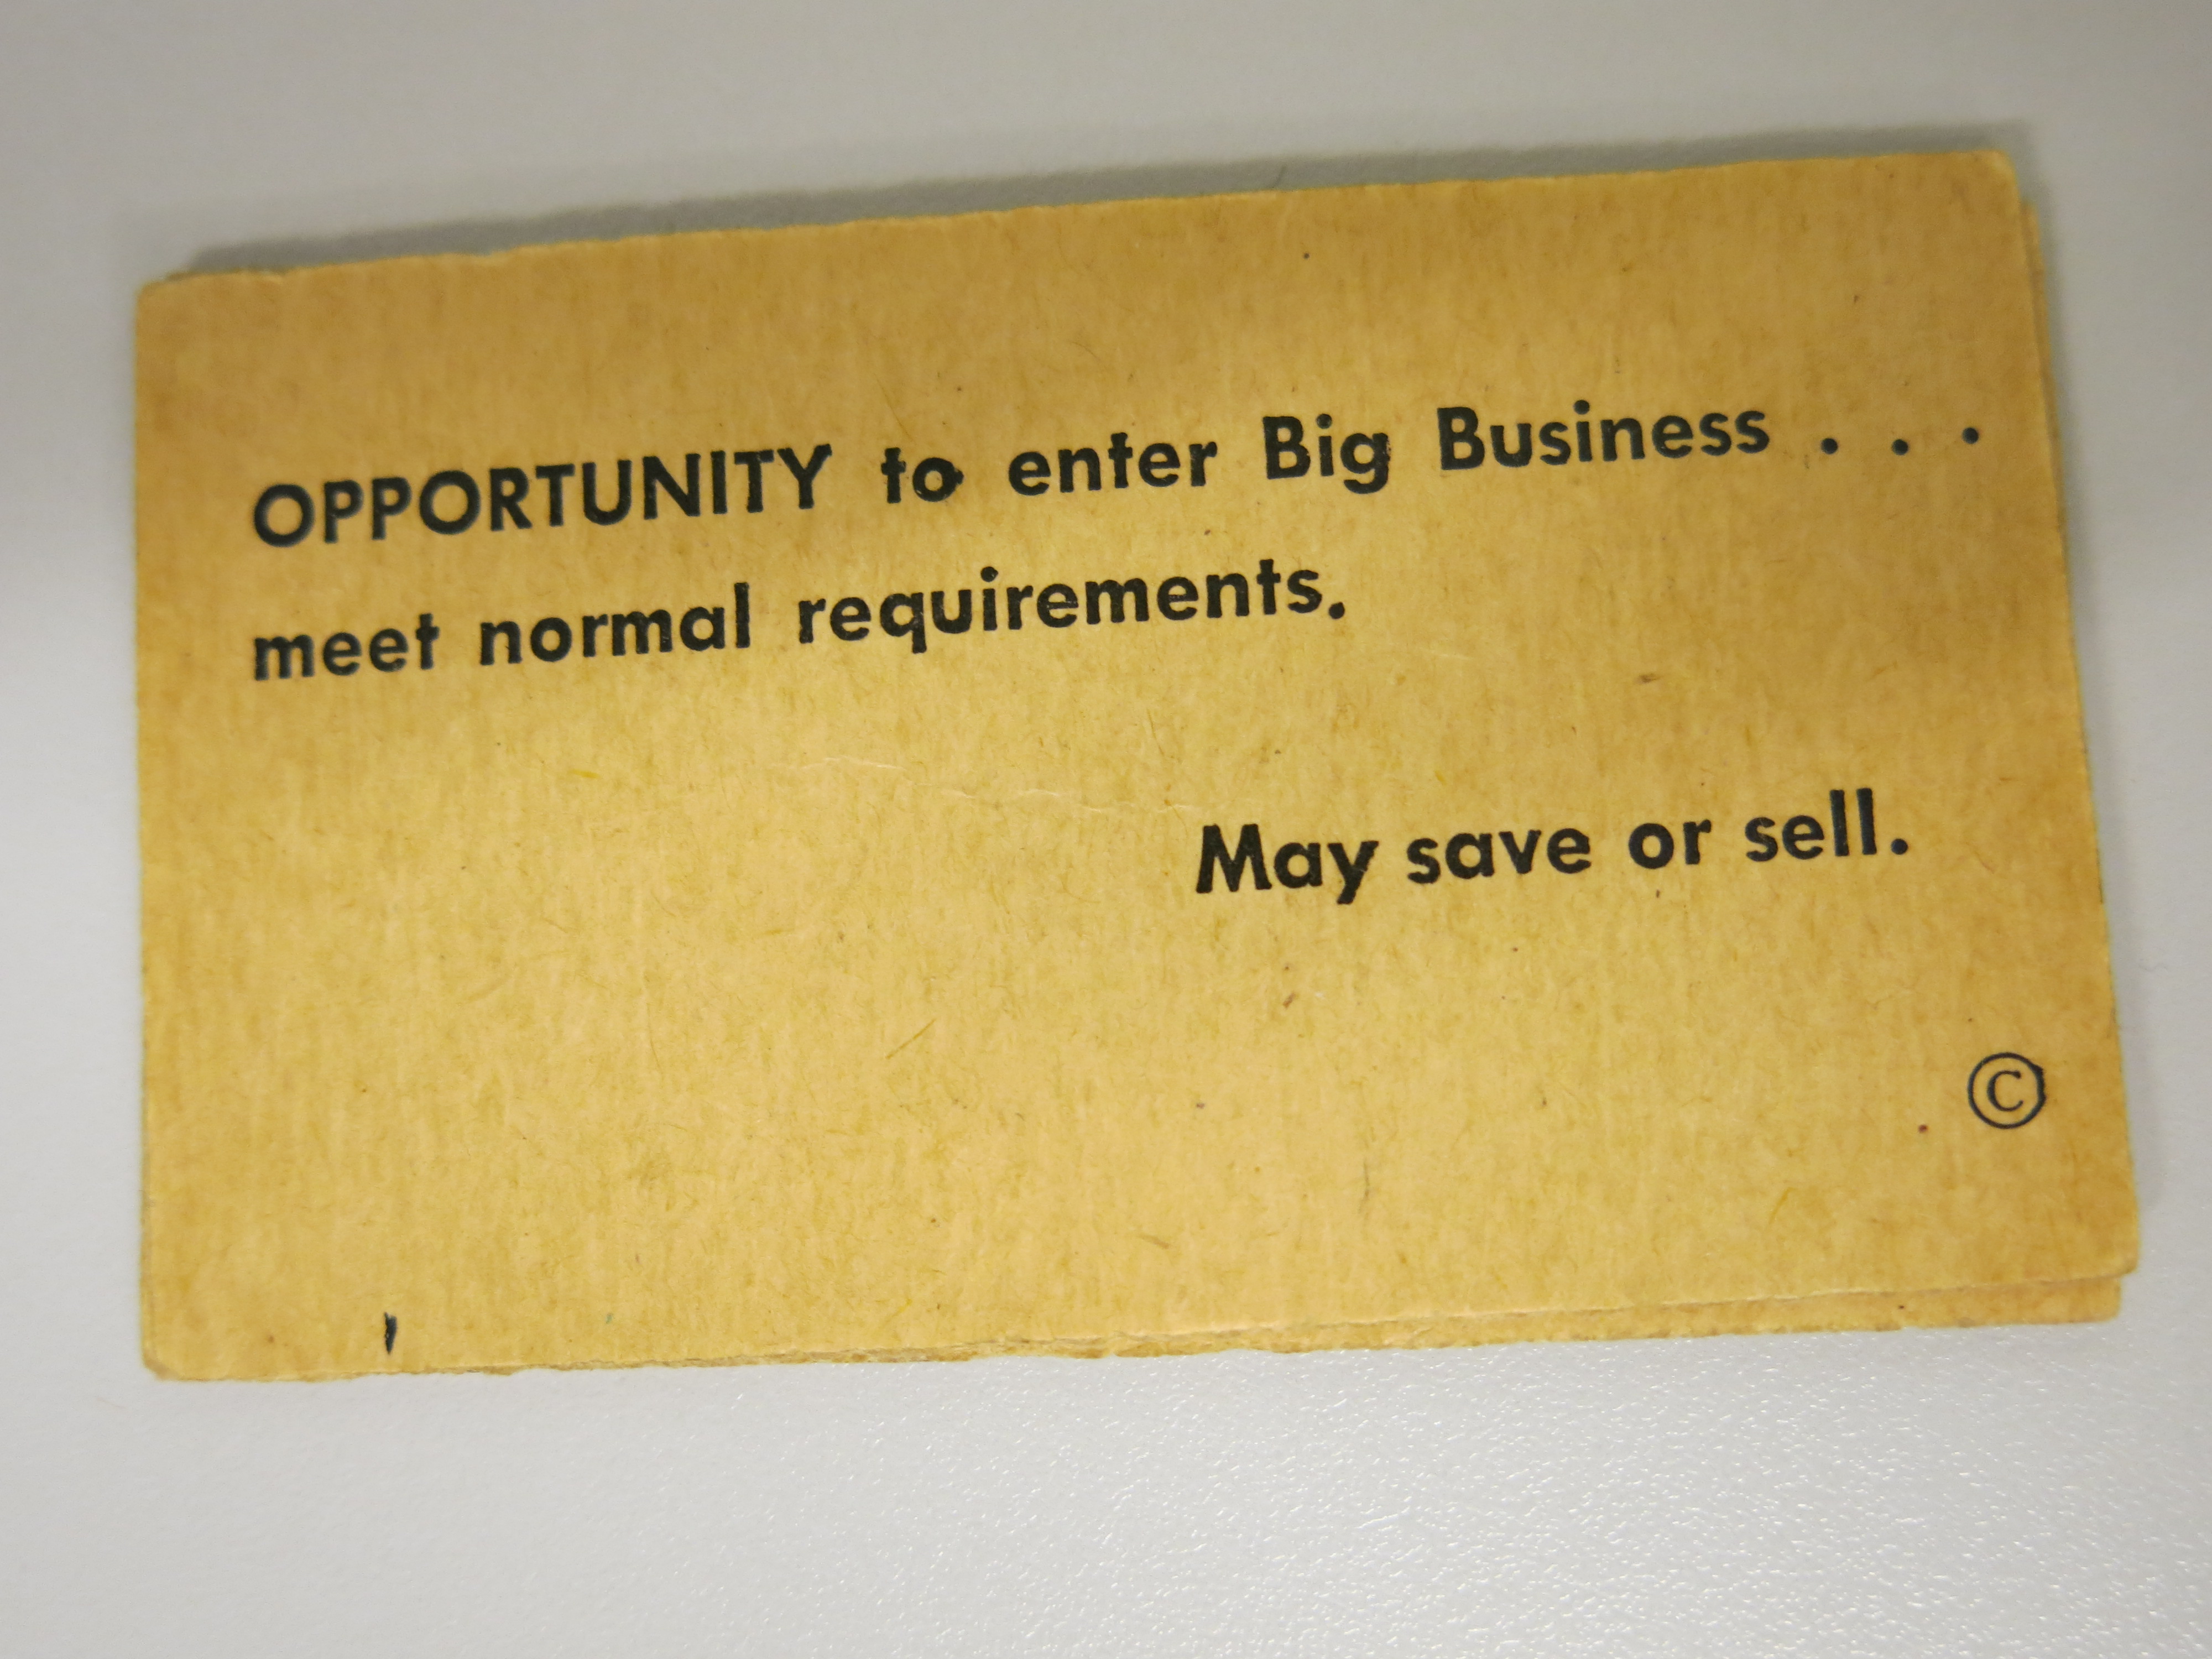 OPPORTUNITY to enter Big Business . . .
meet normal requirements.
May save or sell.
©